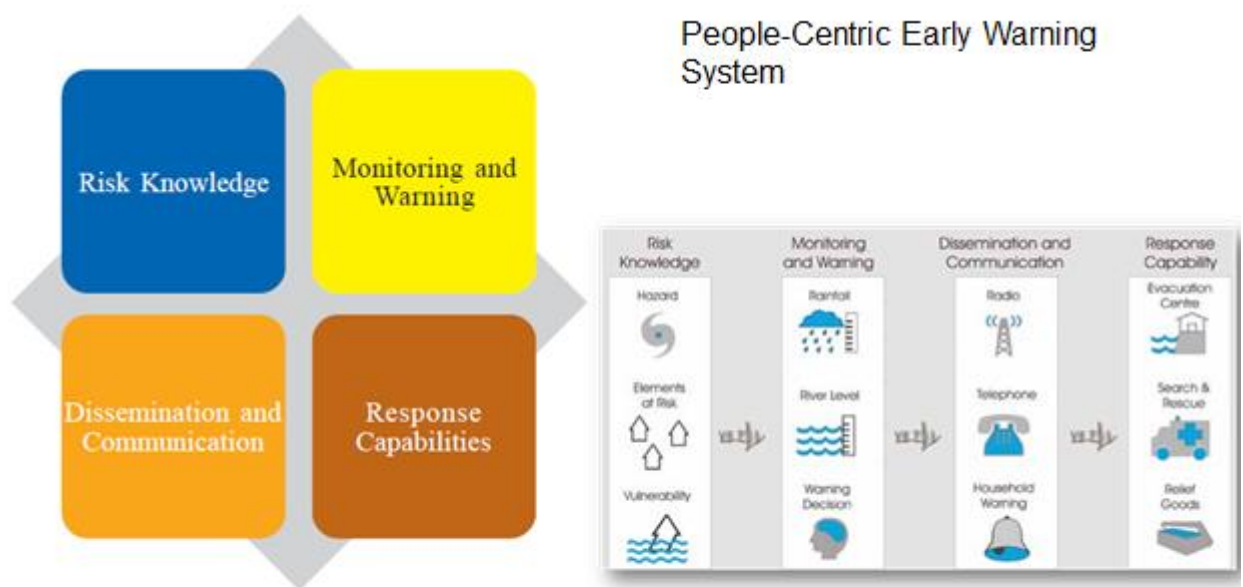 People-Centric Early Warning
System
Risk Knowledge
Monitoring and
Warning
Dissemination and
Communication
Response
Capabilities
Risk
Knowledge
Hazard
Elements
at Risk
Vulnerability
Monitoring
and Warning
Rainfall
River Level
Warning
Decision
Dissemination and
Communication
Radio
Telephone
Household
Warning
Response
Capability
Evacuation
Centre
Search &
Rescue
Relief
Goods